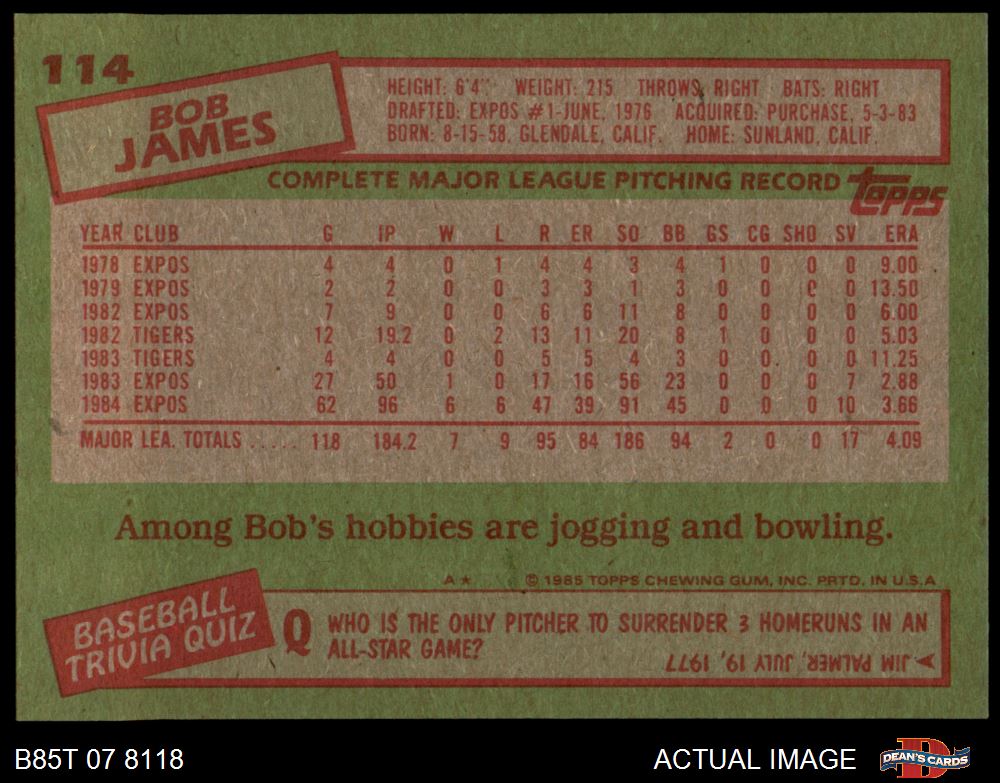 114
BOB
JAMES
HEIGHT: 6'4" WEIGHT: 215 THROWS: RIGHT BATS: RIGHT
DRAFTED: EXPOS #1-JUNE, 1976 ACQUIRED: PURCHASE, 5-3-83
BORN: 8-15-58, GLENDALE, CALIF. HOME: SUNLAND, CALIF.
COMPLETE MAJOR LEAGUE PITCHING RECORD topps
YEAR CLUB G IP W L R ER SO BB GS CG SHO SV ERA
1978 EXPOS 4 4 0 1 4 4 3 4 1 0 0 0 9.00
1979 EXPOS 2 2 0 0 3 3 1 3 0 0 0 0 13.50
1982 EXPOS 7 9 0 0 6 6 11 8 0 0 0 0 6.00
1982 TIGERS 12 19.2 0 2 13 11 20 8 1 0 0 0 5.03
1983 TIGERS 4 4 0 0 5 5 4 3 0 0 0 0 11.25
1983 EXPOS 27 50 1 0 17 16 56 23 0 0 0 7 2.88
1984 EXPOS 62 96 6 6 47 39 91 45 0 0 0 10 3.66
MAJOR LEA. TOTALS ..... 118 184.2 7 9 95 84 186 94 2 0 0 17 4.09
Among Bob's hobbies are jogging and bowling.
A★ © 1985 TOPPS CHEWING GUM, INC. PRTD. IN U.S.A
BASEBALL
TRIVIA QUIZ
Q WHO IS THE ONLY PITCHER TO SURRENDER 3 HOMERUNS IN AN
ALL-STAR GAME?
JIM PALMER, JULY 19, 1977
B85T 07 8118 ACTUAL IMAGE D DEAN'S CARDS